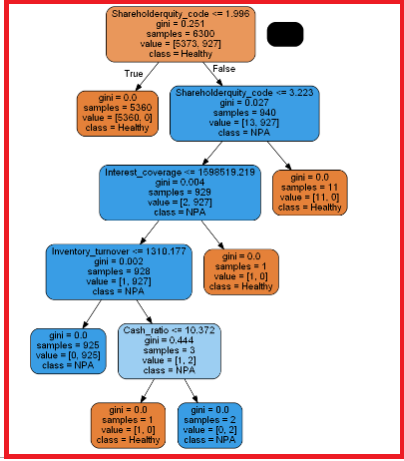 Shareholderquity_code <= 1.996
gini = 0.251
samples = 6300
value = [5373, 927]
class = Healthy
True
False
gini = 0.0
samples = 5360
value = [5360, 0]
class = Healthy
Shareholderquity_code <= 3.223
gini = 0.027
samples = 940
value = [13, 927]
class = NPA
Interest_coverage <= 1598519.219
gini = 0.004
samples = 929
value = [2, 927]
class = NPA
gini = 0.0
samples = 11
value = [11, 0]
class = Healthy
Inventory_turnover <= 1310.177
gini = 0.002
samples = 928
value = [1, 927]
class = NPA
gini = 0.0
samples = 1
value = [1, 0]
class = Healthy
gini = 0.0
samples = 925
value = [0, 925]
class = NPA
Cash_ratio <= 10.372
gini = 0.444
samples = 3
value = [1, 2]
class = NPA
gini = 0.0
samples = 1
value = [1, 0]
class = Healthy
gini = 0.0
samples = 2
value = [0, 2]
class = NPA